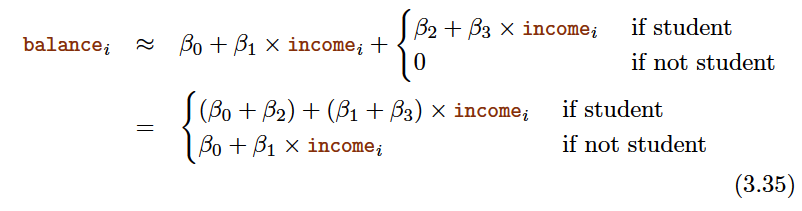 balanceᵢ ≈ β₀ + β₁ × incomeᵢ + { β₂ + β₃ × incomeᵢ if student
0 if not student
= { (β₀ + β₂) + (β₁ + β₃) × incomeᵢ if student
β₀ + β₁ × incomeᵢ if not student
(3.35)